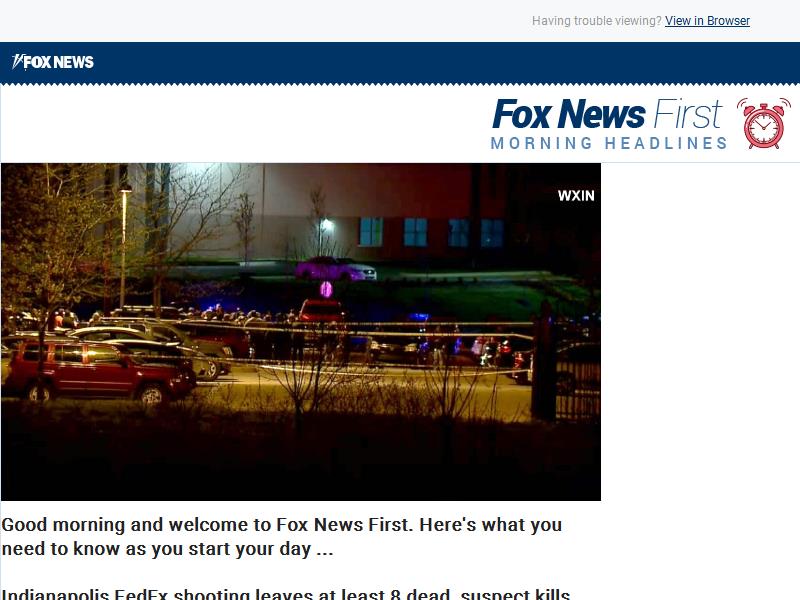 Having trouble viewing? View in Browser
FOX NEWS
Fox News First
MORNING HEADLINES
WXIN
Good morning and welcome to Fox News First. Here's what you
need to know as you start your day ...
Indianapolis FedEx shooting leaves at least 8 dead, suspect kills